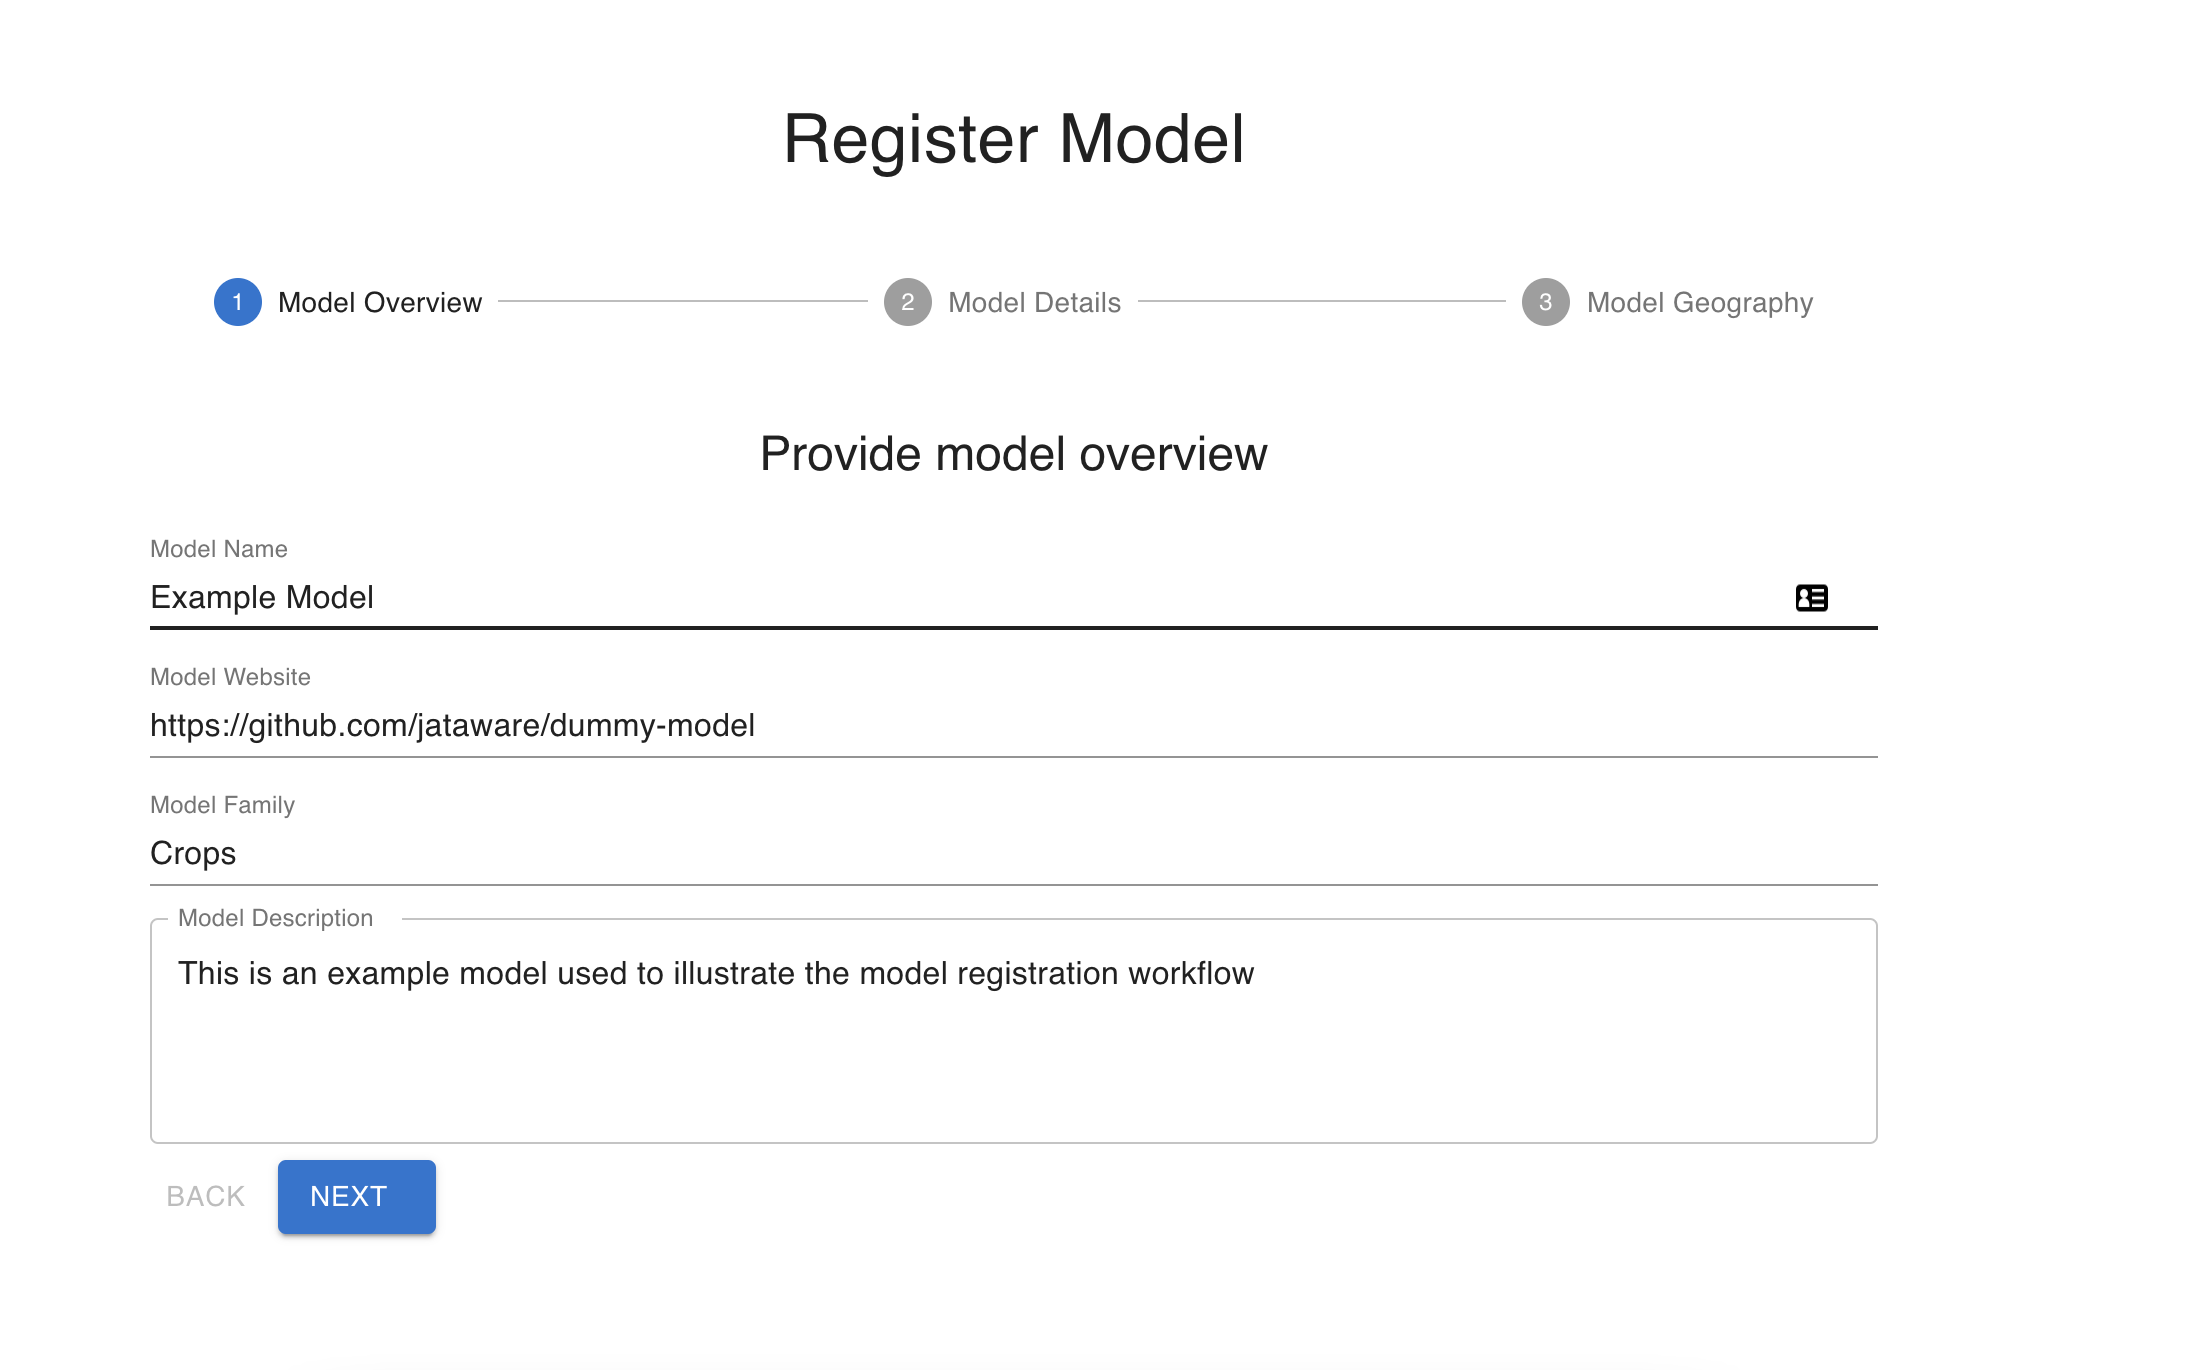 Register Model
1 Model Overview 2 Model Details 3 Model Geography
Provide model overview
Model Name
Example Model
Model Website
https://github.com/jataware/dummy-model
Model Family
Crops
Model Description
This is an example model used to illustrate the model registration workflow
BACK NEXT